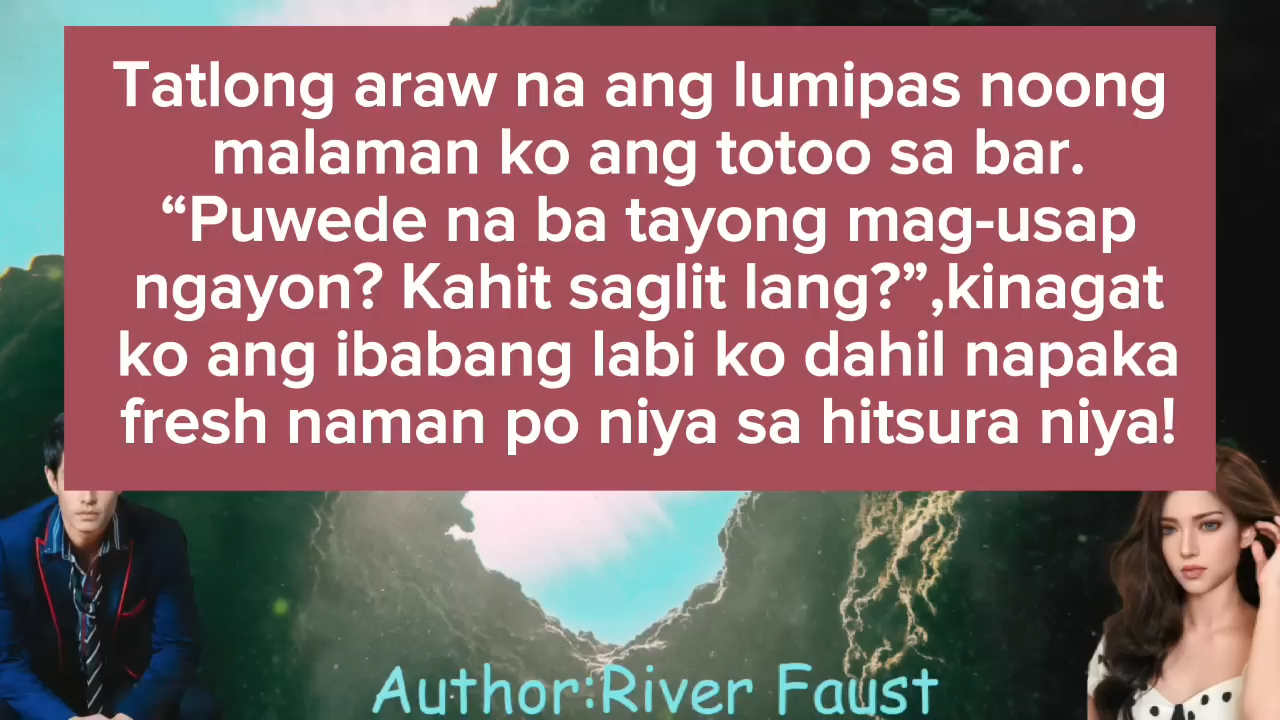 Tatlong araw na ang lumipas noong
malaman ko ang totoo sa bar.
“Puwede na ba tayong mag-usap
ngayon? Kahit saglit lang?”,kinagat
ko ang ibabang labi ko dahil napaka
fresh naman po niya sa hitsura niya!
Author:River Faust